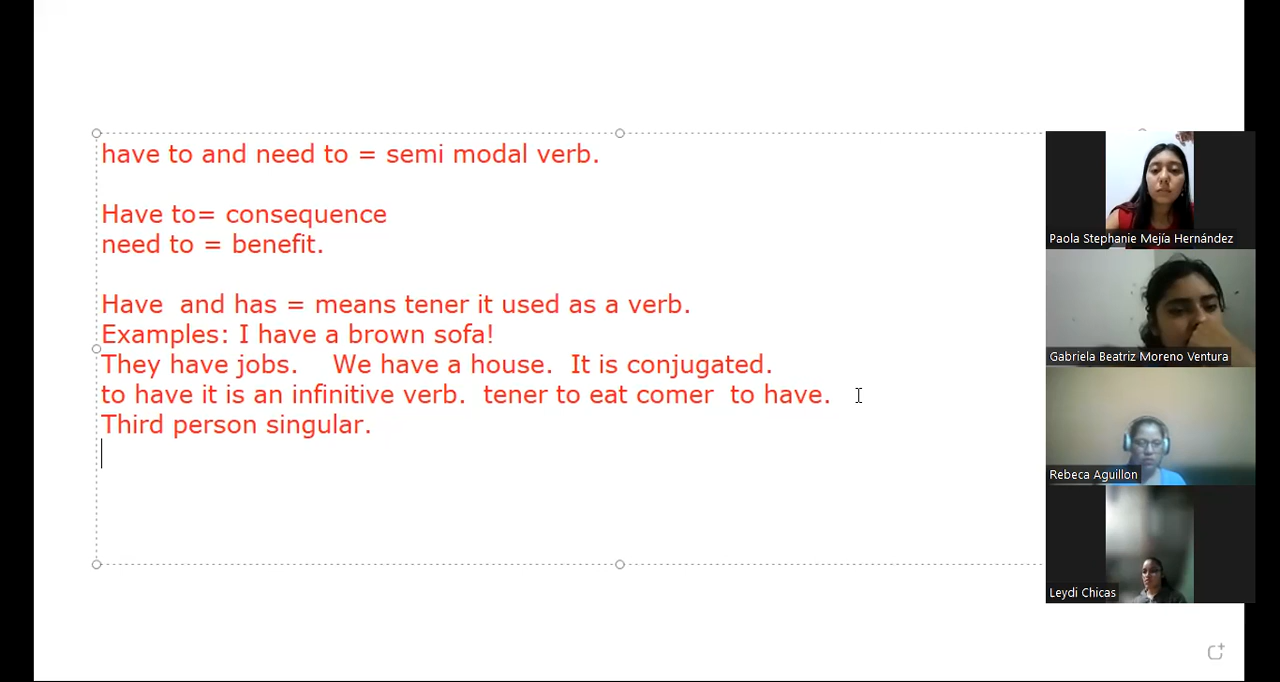 have to and need to = semi modal verb.
Have to= consequence
need to = benefit.
Have  and has = means tener it used as a verb.
Examples: I have a brown sofa!
They have jobs.    We have a house.  It is conjugated.
to have it is an infinitive verb.  tener to eat comer  to have.
Third person singular.
Paola Stephanie Mejía Hernández
Gabriela Beatriz Moreno Ventura
Rebeca Aguillon
Leydi Chicas